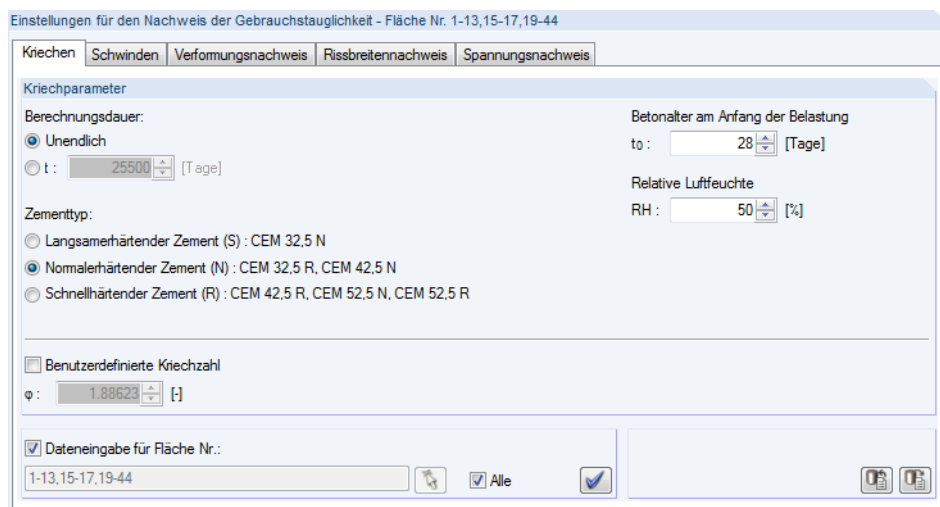 Einstellungen für den Nachweis der Gebrauchstauglichkeit - Fläche Nr. 1-13,15-17,19-44
Kriechen Schwinden Verformungsnachweis Rissbreitennachweis Spannungsnachweis
Kriechparameter
Berechnungsdauer:
Unendlich
t : 25500 [Tage]
Zementtyp:
Langsamerhärtender Zement (S) : CEM 32,5 N
Normalerhärtender Zement (N) : CEM 32,5 R, CEM 42,5 N
Schnellhärtender Zement (R) : CEM 42,5 R, CEM 52,5 N, CEM 52,5 R
Betonalter am Anfang der Belastung
t0 : 28 [Tage]
Relative Luftfeuchte
RH : 50 [%]
Benutzerdefinierte Kriechzahl
φ : 1.88623 [-]
Dateneingabe für Fläche Nr.:
1-13,15-17,19-44 Alle